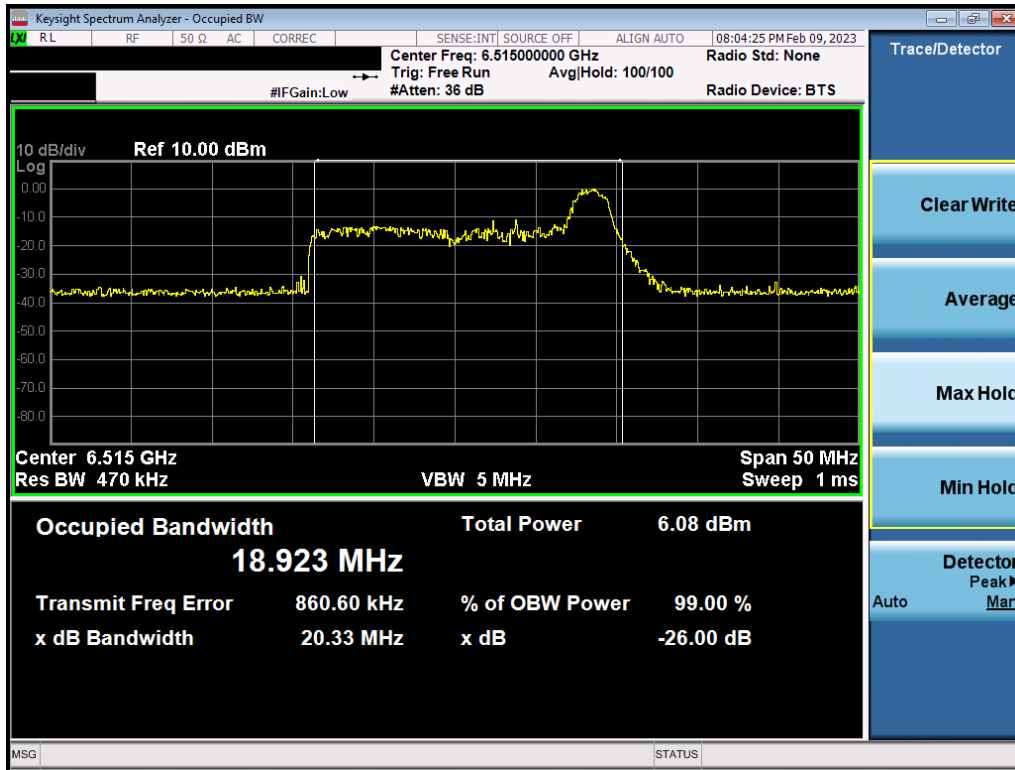 Keysight Spectrum Analyzer - Occupied BW
LXI RL RF 50 Ω AC CORREC SENSE:INT SOURCE OFF ALIGN AUTO 08:04:25 PM Feb 09, 2023
Center Freq: 6.515000000 GHz Radio Std: None
Trig: Free Run Avg|Hold: 100/100
#IFGain:Low #Atten: 36 dB Radio Device: BTS
Trace/Detector
10 dB/div Ref 10.00 dBm
Log
0.00
-10.0
-20.0
-30.0
-40.0
-50.0
-60.0
-70.0
-80.0
Center 6.515 GHz Span 50 MHz
Res BW 470 kHz VBW 5 MHz Sweep 1 ms
Occupied Bandwidth Total Power 6.08 dBm
18.923 MHz
Transmit Freq Error 860.60 kHz % of OBW Power 99.00 %
x dB Bandwidth 20.33 MHz x dB -26.00 dB
Clear Write
Average
Max Hold
Min Hold
Detector
Peak▶
Auto Man
MSG STATUS